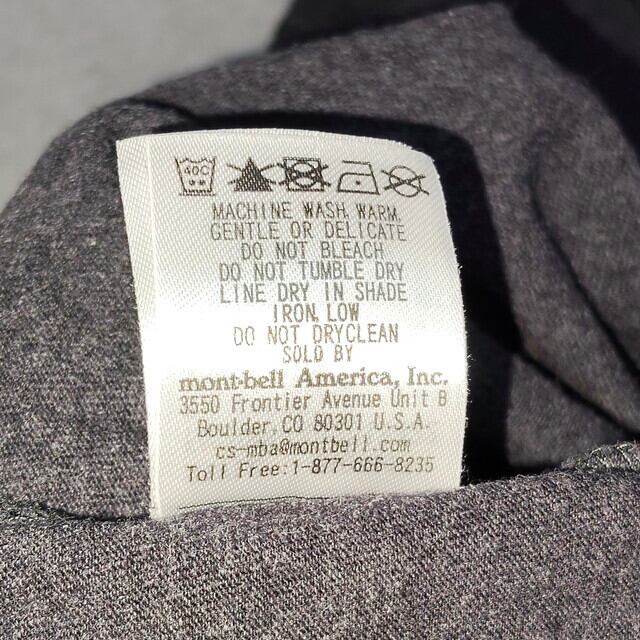 40C
MACHINE WASH, WARM,
GENTLE OR DELICATE
DO NOT BLEACH
DO NOT TUMBLE DRY
LINE DRY IN SHADE
IRON, LOW
DO NOT DRYCLEAN
SOLD BY
mont-bell America, Inc.
3550 Frontier Avenue Unit B
Boulder, CO 80301 U.S.A.
cs-mba@montbell.com
Toll Free:1-877-666-8235